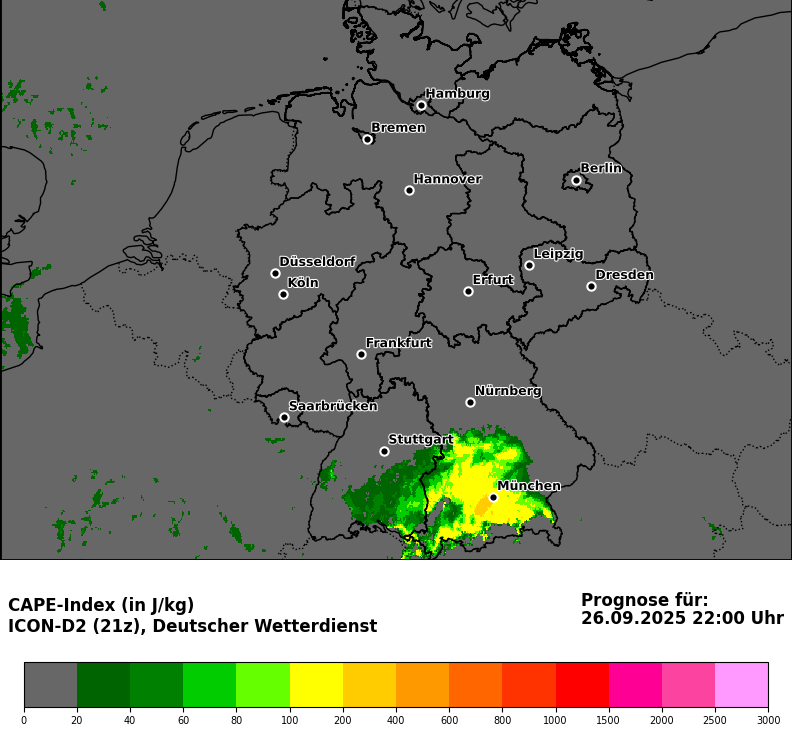 Hamburg
Bremen
Berlin
Hannover
Leipzig
Düsseldorf
Dresden
Köln
Erfurt
Frankfurt
Nürnberg
Saarbrücken
Stuttgart
München
CAPE-Index (in J/kg)
ICON-D2 (21z), Deutscher Wetterdienst
Prognose für:
26.09.2025 22:00 Uhr
0 20 40 60 80 100 200 400 600 800 1000 1500 2000 2500 3000